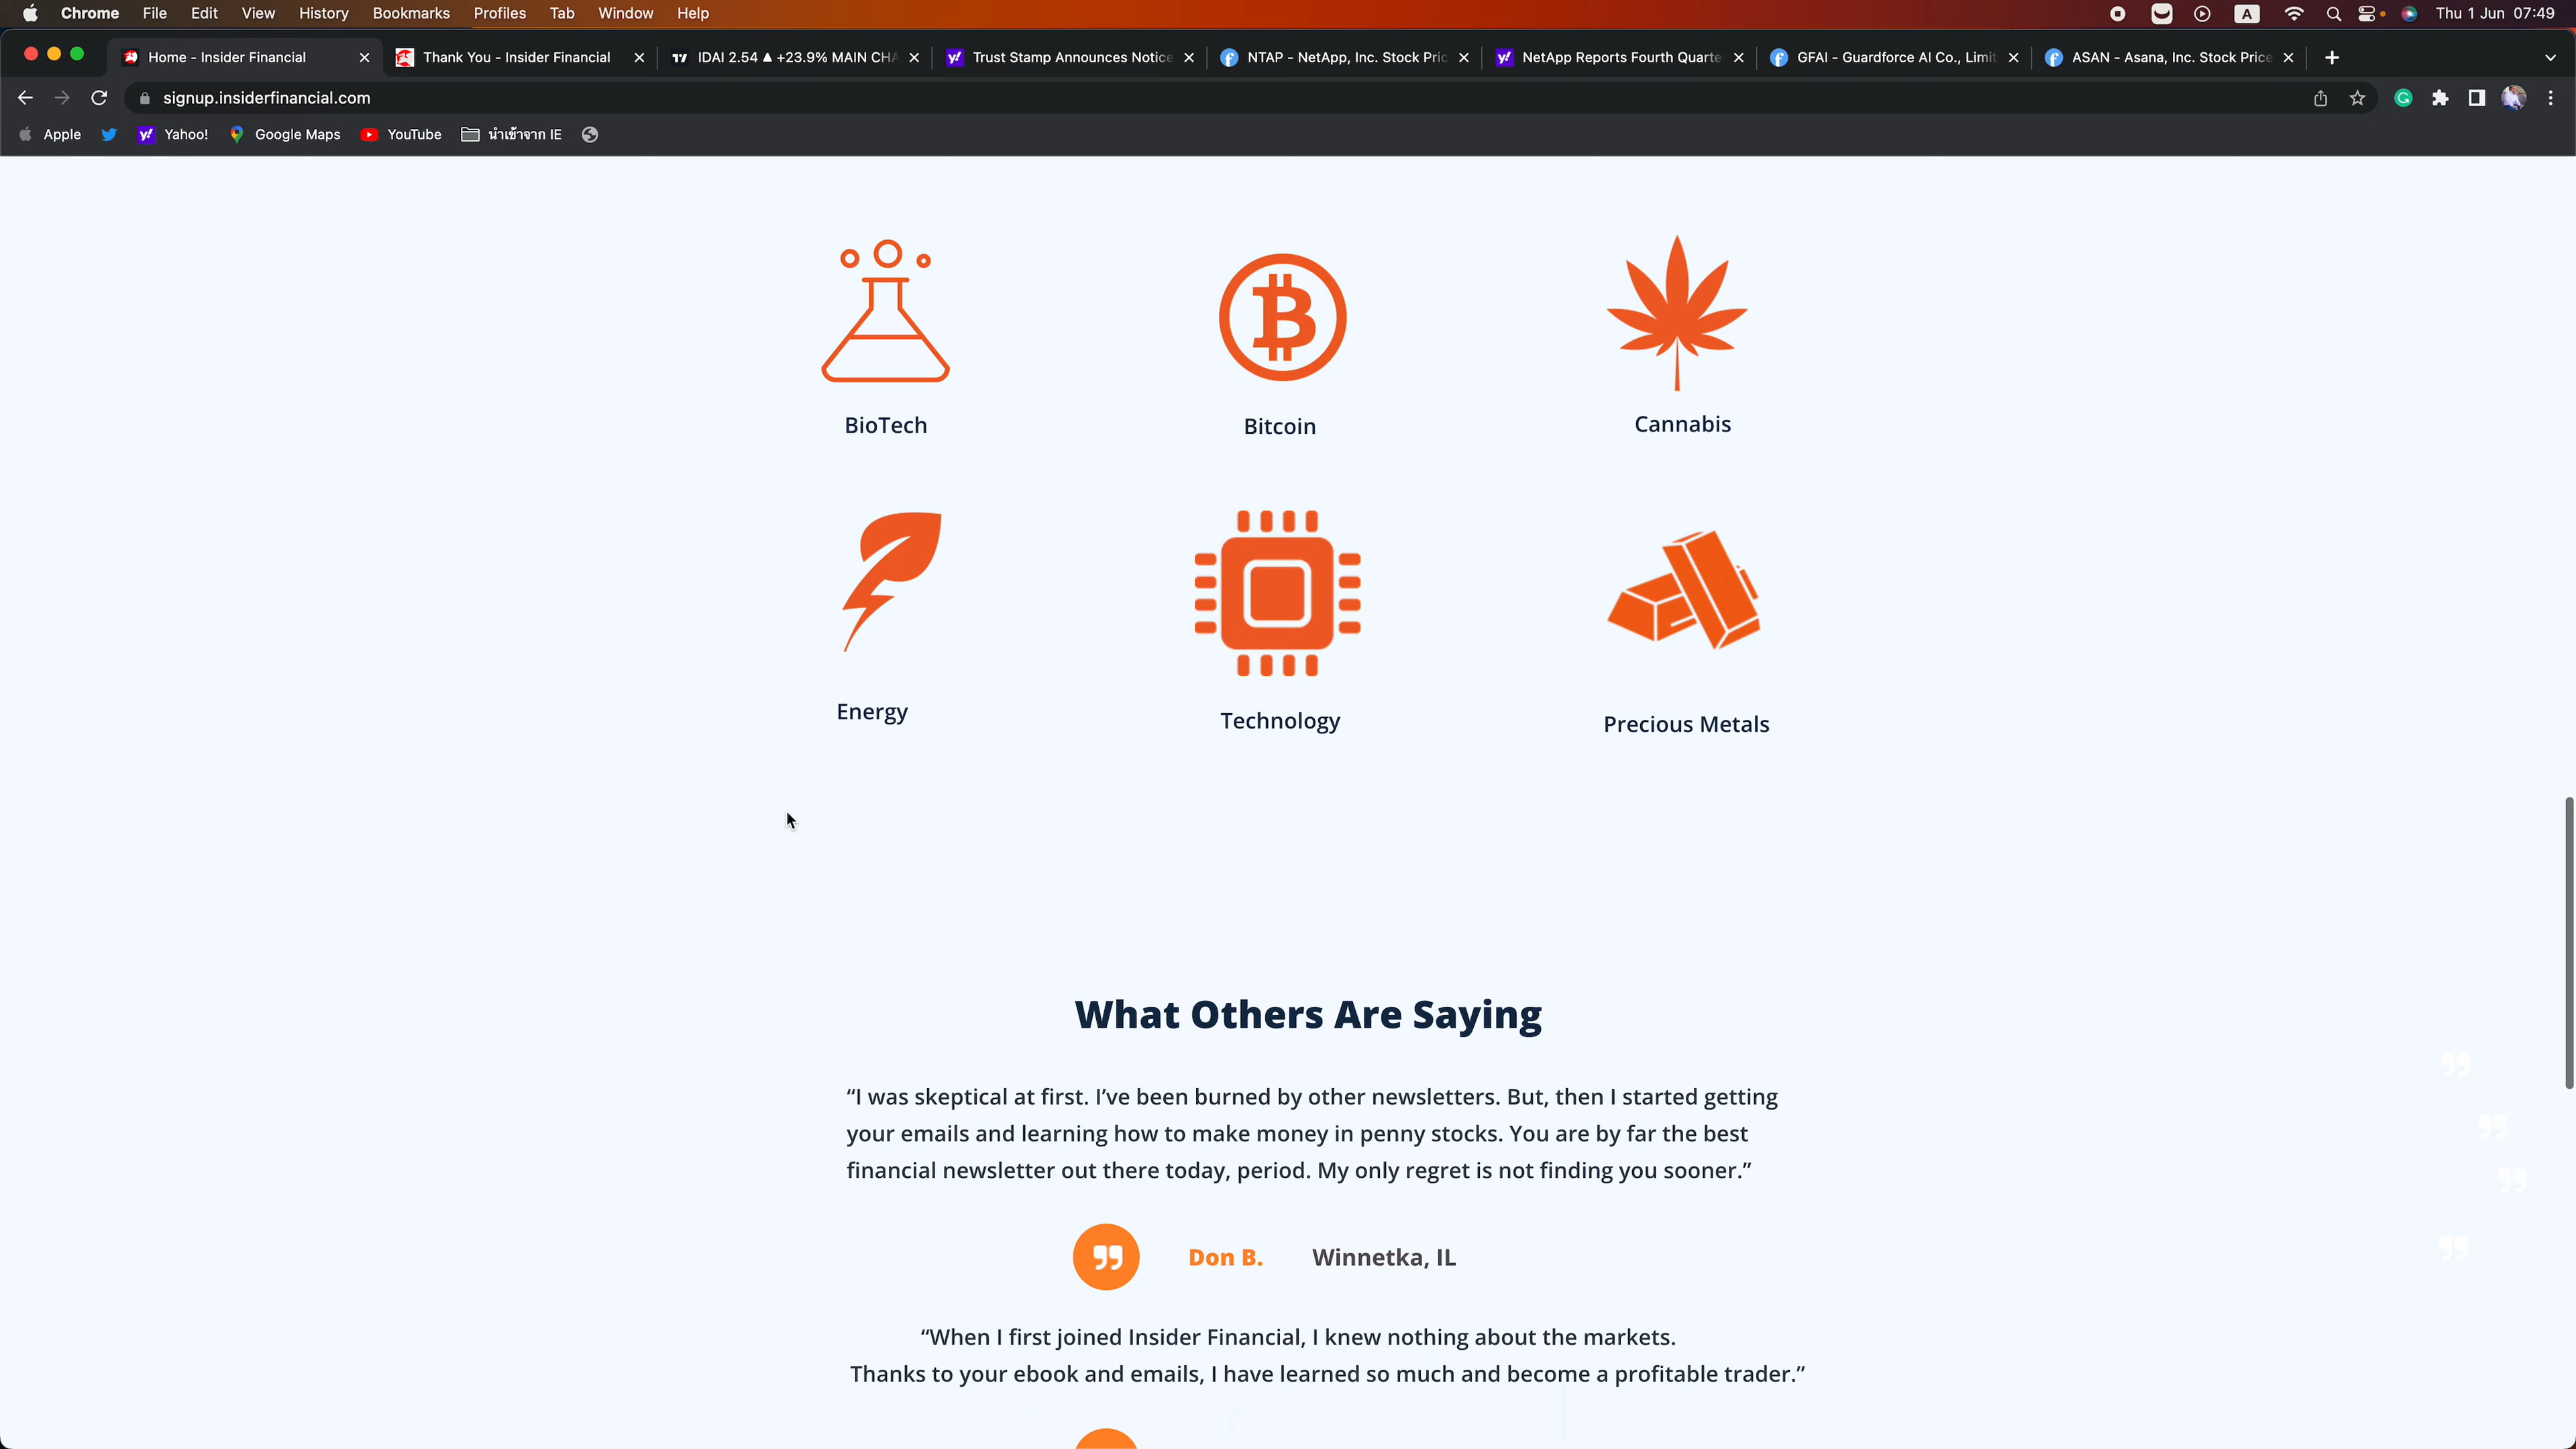 Chrome File Edit View History Bookmarks Profiles Tab Window Help A Thu 1 Jun 07:49
Home - Insider Financial Thank You - Insider Financial IDAI 2.54 ▲ +23.9% MAIN CHA Trust Stamp Announces Notice NTAP - NetApp, Inc. Stock Pric NetApp Reports Fourth Quarte GFAI - Guardforce AI Co., Limit ASAN - Asana, Inc. Stock Price
signup.insiderfinancial.com
Apple Yahoo! Google Maps YouTube นำเข้าจาก IE
BioTech Bitcoin Cannabis
Energy Technology Precious Metals
What Others Are Saying
“I was skeptical at first. I’ve been burned by other newsletters. But, then I started getting
your emails and learning how to make money in penny stocks. You are by far the best
financial newsletter out there today, period. My only regret is not finding you sooner.”
Don B. Winnetka, IL
“When I first joined Insider Financial, I knew nothing about the markets.
Thanks to your ebook and emails, I have learned so much and become a profitable trader.”